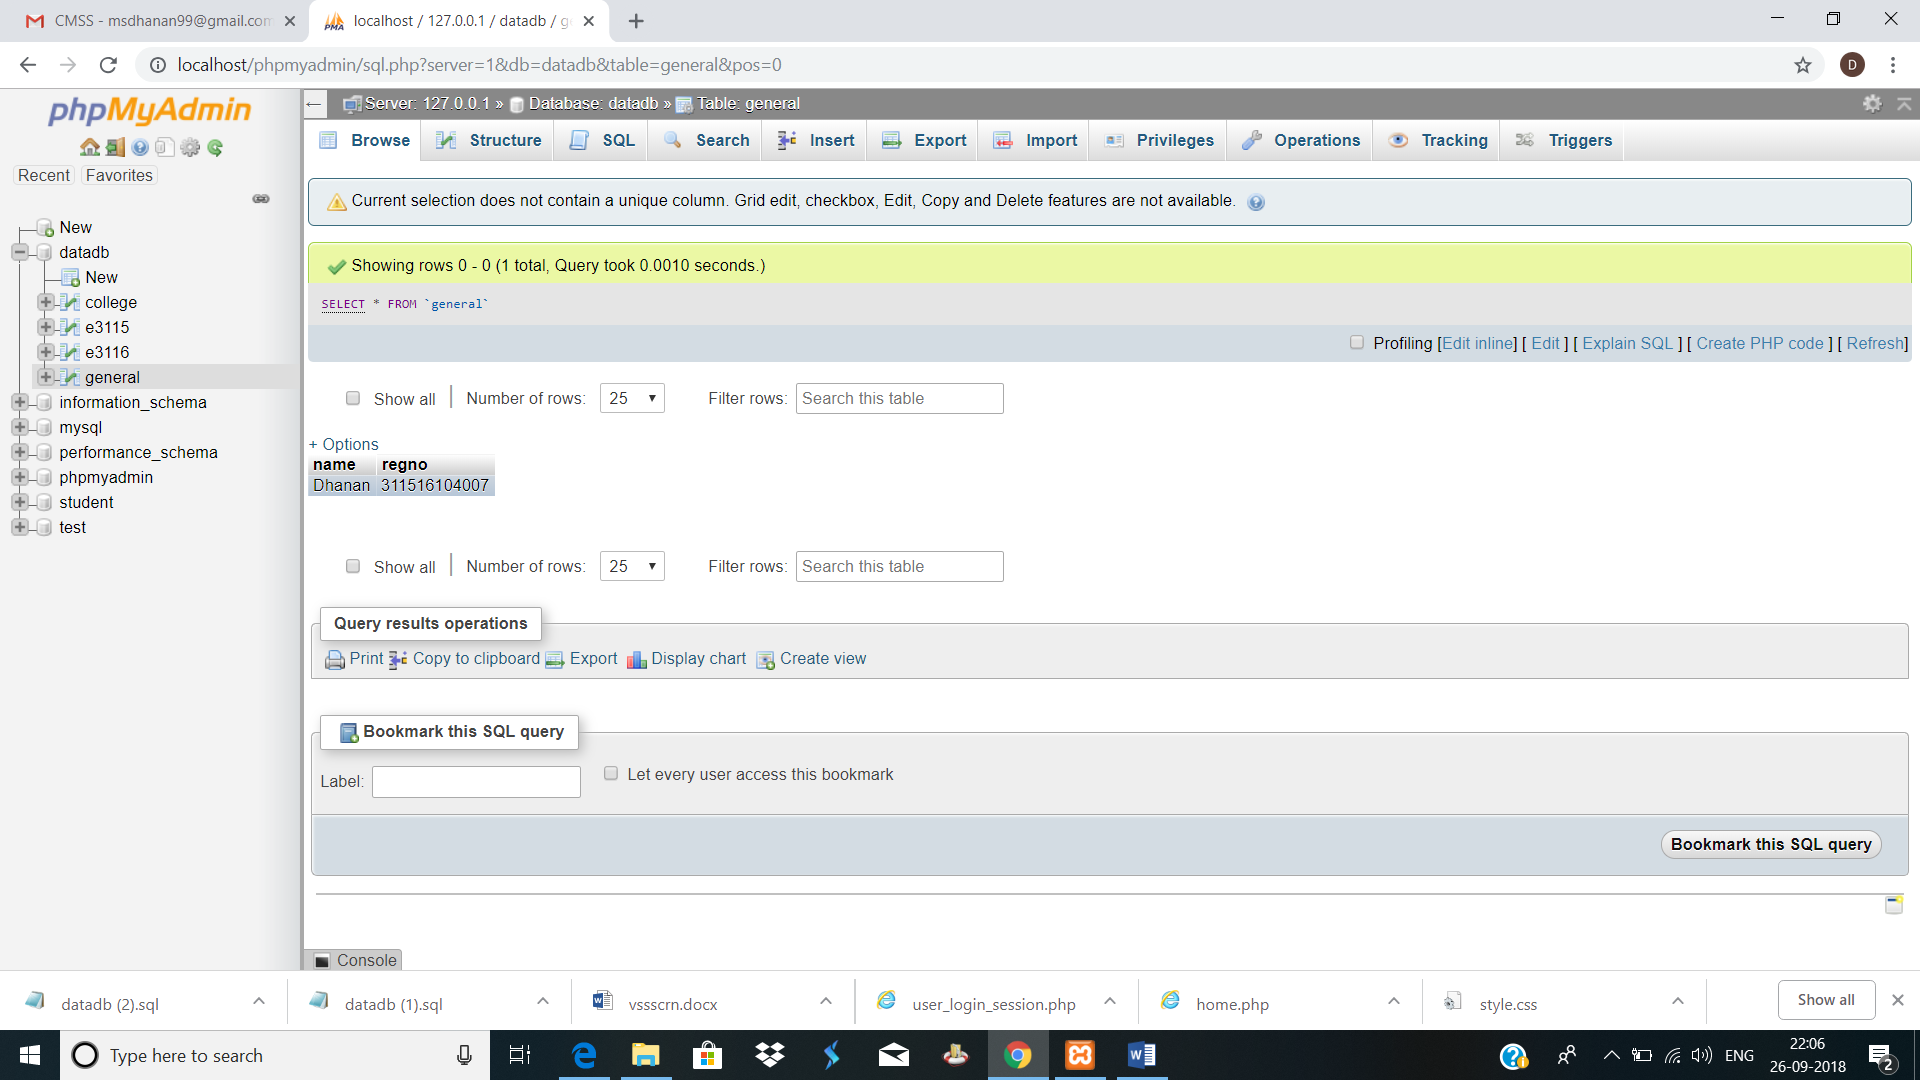 CMSS - msdhanan99@gmail.com
localhost / 127.0.0.1 / datadb / g
localhost/phpmyadmin/sql.php?server=1&db=datadb&table=general&pos=0
D
phpMyAdmin
Recent Favorites
New
datadb
New
college
e3115
e3116
general
information_schema
mysql
performance_schema
phpmyadmin
student
test
Server: 127.0.0.1 » Database: datadb » Table: general
Browse Structure SQL Search Insert Export Import Privileges Operations Tracking Triggers
Current selection does not contain a unique column. Grid edit, checkbox, Edit, Copy and Delete features are not available.
Showing rows 0 - 0 (1 total, Query took 0.0010 seconds.)
SELECT * FROM `general`
Profiling [Edit inline] [ Edit ] [ Explain SQL ] [ Create PHP code ] [ Refresh]
Show all Number of rows: 25 Filter rows: Search this table
+ Options
name regno
Dhanan 311516104007
Show all Number of rows: 25 Filter rows: Search this table
Query results operations
Print Copy to clipboard Export Display chart Create view
Bookmark this SQL query
Label: Let every user access this bookmark
Bookmark this SQL query
Console
datadb (2).sql datadb (1).sql vssscrn.docx user_login_session.php home.php style.css Show all
Type here to search
ENG
22:06
26-09-2018
2